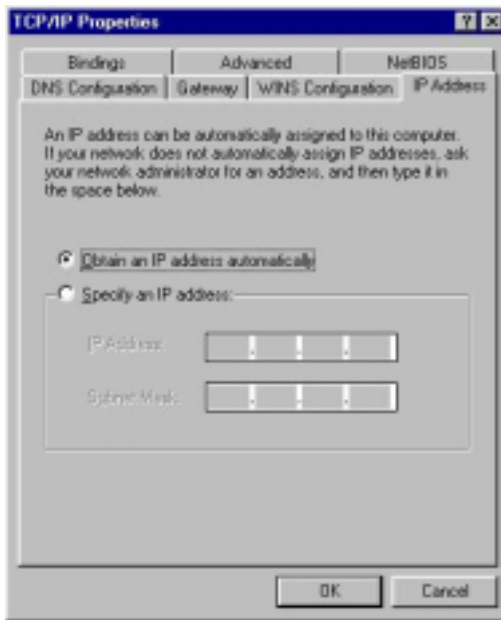 TCP/IP Properties
Bindings Advanced NetBIOS
DNS Configuration Gateway WINS Configuration IP Address
An IP address can be automatically assigned to this computer.
If your network does not automatically assign IP addresses, ask
your network administrator for an address, and then type it in
the space below.
Obtain an IP address automatically
Specify an IP address:
IP Address:
Subnet Mask:
OK Cancel